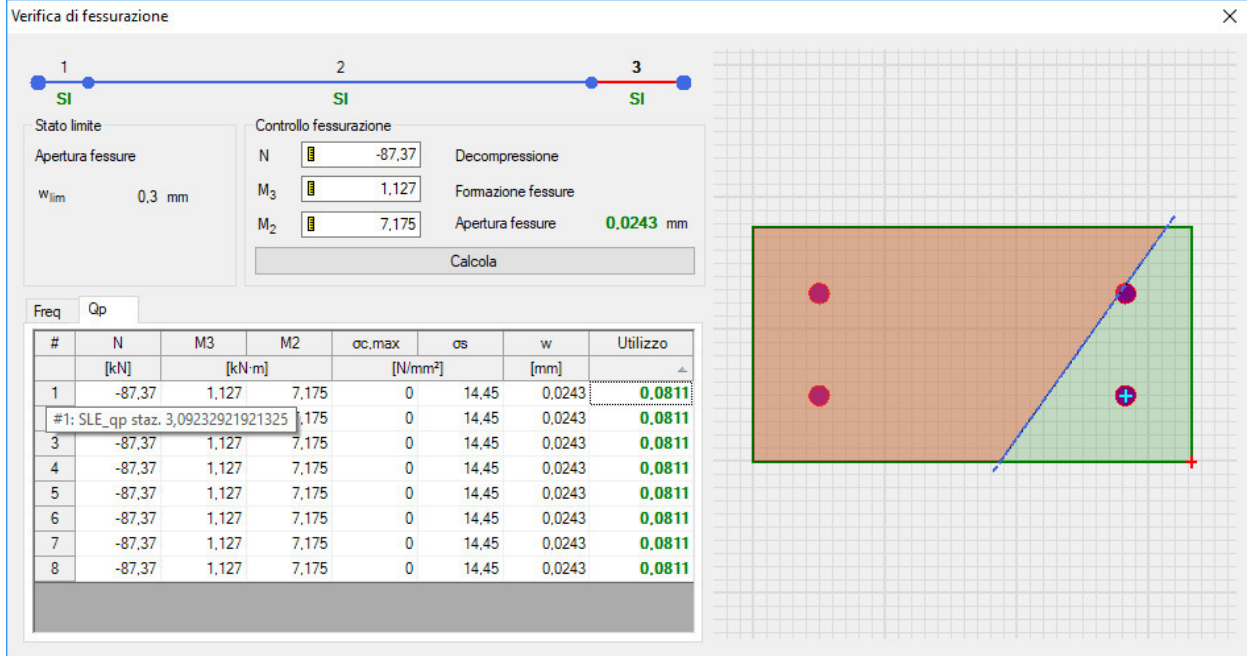 Verifica di fessurazione
1 2 3
SI SI SI
Stato limite
Apertura fessure
wlim 0,3 mm
Controllo fessurazione
N -87,37 Decompressione
M3 1,127 Formazione fessure
M2 7,175 Apertura fessure 0,0243 mm
Calcola
Freq Qp
# N M3 M2 σc,max σs w Utilizzo
[kN] [kN·m] [N/mm²] [mm]
1 -87,37 1,127 7,175 0 14,45 0,0243 0,0811
#1: SLE_qp staz. 3,09232921921325 ,175 0 14,45 0,0243 0,0811
3 -87,37 1,127 7,175 0 14,45 0,0243 0,0811
4 -87,37 1,127 7,175 0 14,45 0,0243 0,0811
5 -87,37 1,127 7,175 0 14,45 0,0243 0,0811
6 -87,37 1,127 7,175 0 14,45 0,0243 0,0811
7 -87,37 1,127 7,175 0 14,45 0,0243 0,0811
8 -87,37 1,127 7,175 0 14,45 0,0243 0,0811